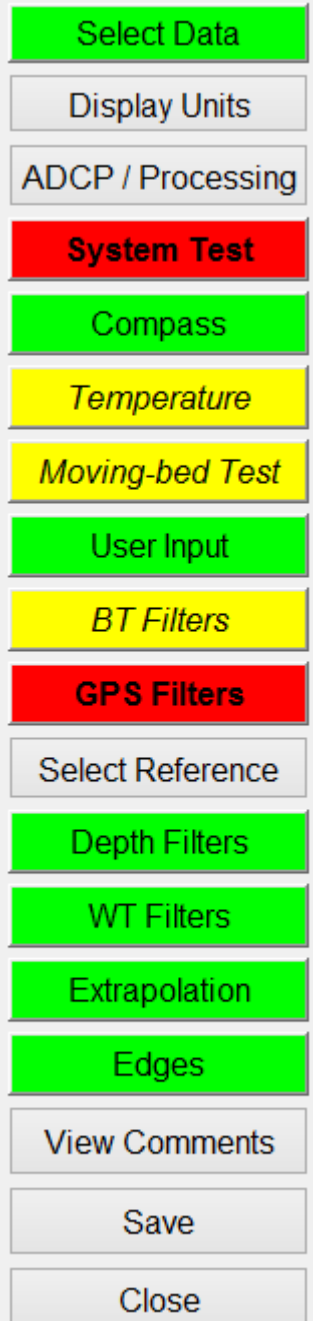 Select Data
Display Units
ADCP / Processing
System Test
Compass
Temperature
Moving-bed Test
User Input
BT Filters
GPS Filters
Select Reference
Depth Filters
WT Filters
Extrapolation
Edges
View Comments
Save
Close